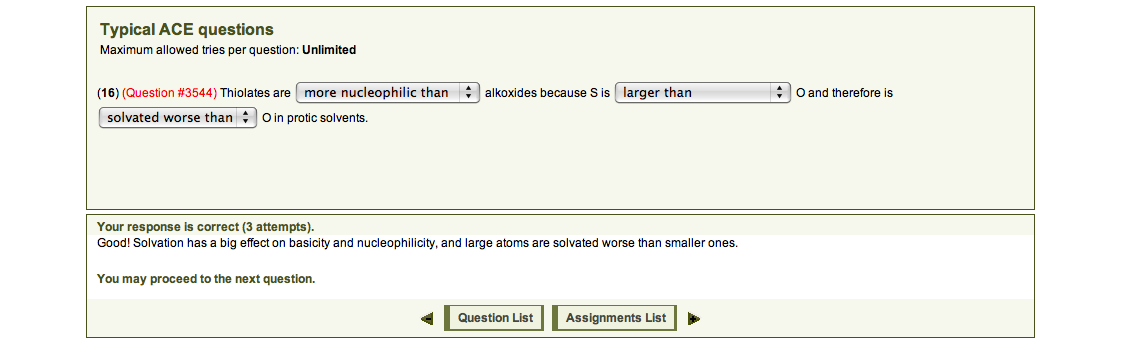 Typical ACE questions
Maximum allowed tries per question: Unlimited
(16) (Question #3544) Thiolates are more nucleophilic than alkoxides because S is larger than O and therefore is
solvated worse than O in protic solvents.
Your response is correct (3 attempts).
Good! Solvation has a big effect on basicity and nucleophilicity, and large atoms are solvated worse than smaller ones.
You may proceed to the next question.
Question List Assignments List